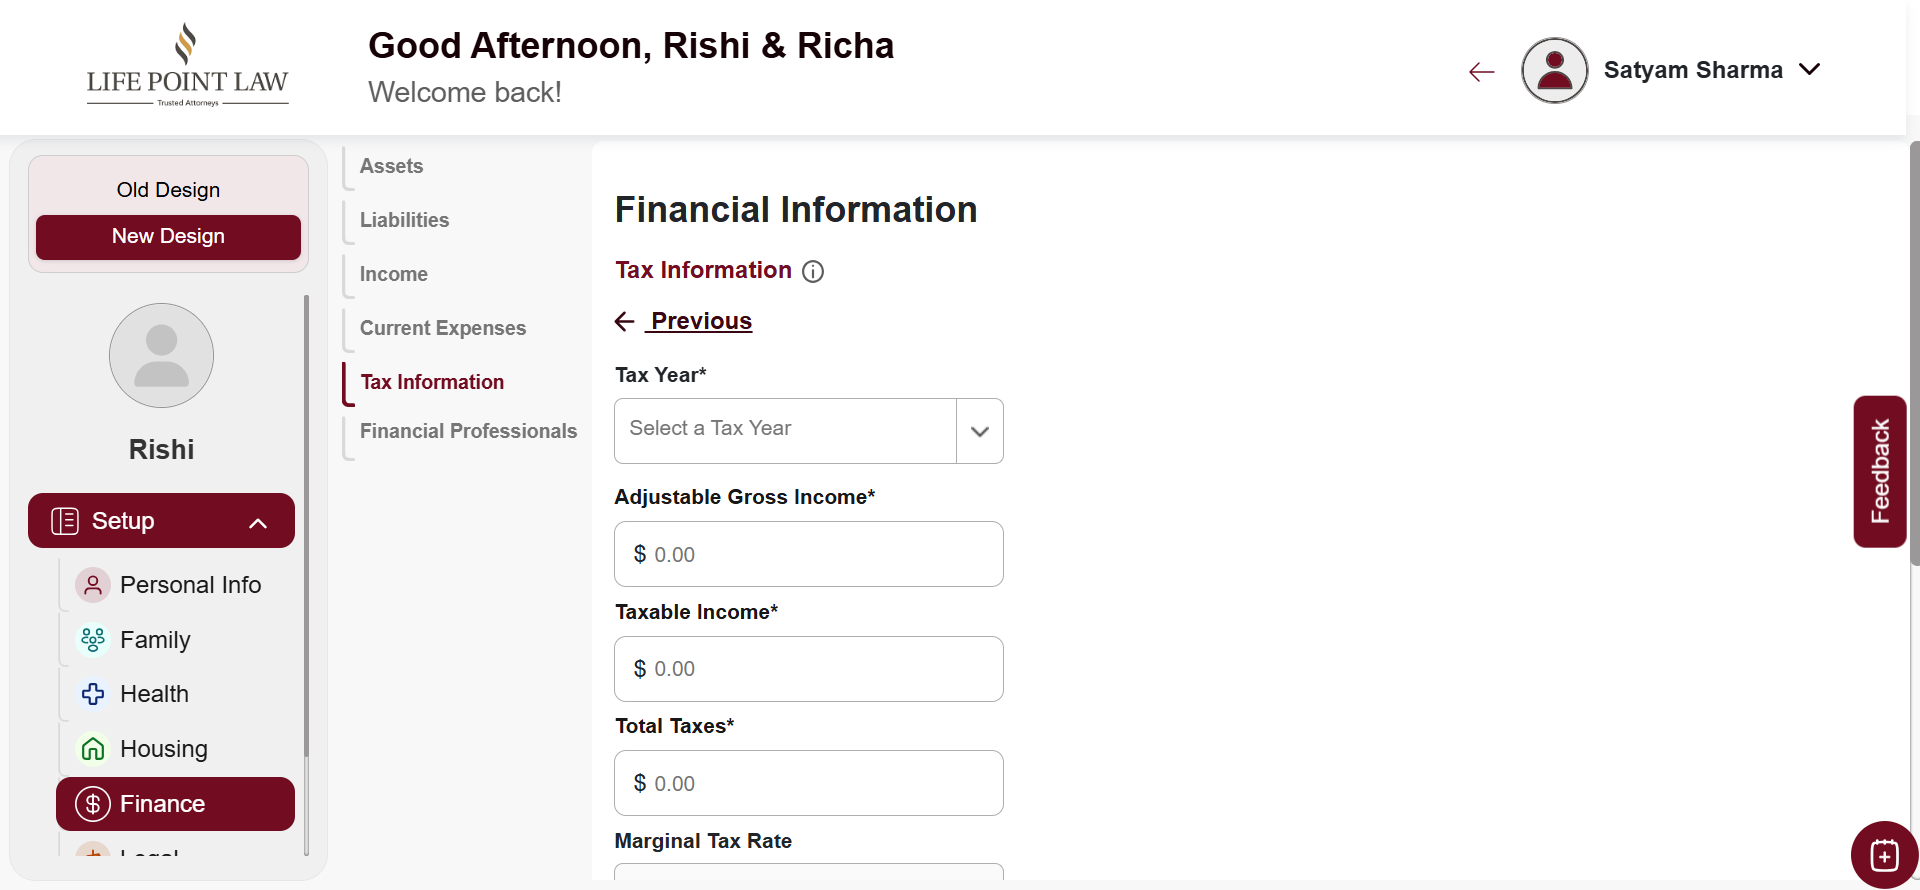 LIFE POINT LAW
Trusted Attorneys
Good Afternoon, Rishi & Richa
Welcome back!
Satyam Sharma
Old Design
New Design
Rishi
Setup
Personal Info
Family
Health
Housing
$ Finance
Assets
Liabilities
Income
Current Expenses
Tax Information
Financial Professionals
Financial Information
Tax Information
Previous
Tax Year*
Select a Tax Year
Adjustable Gross Income*
$ 0.00
Taxable Income*
$ 0.00
Total Taxes*
$ 0.00
Marginal Tax Rate
Feedback